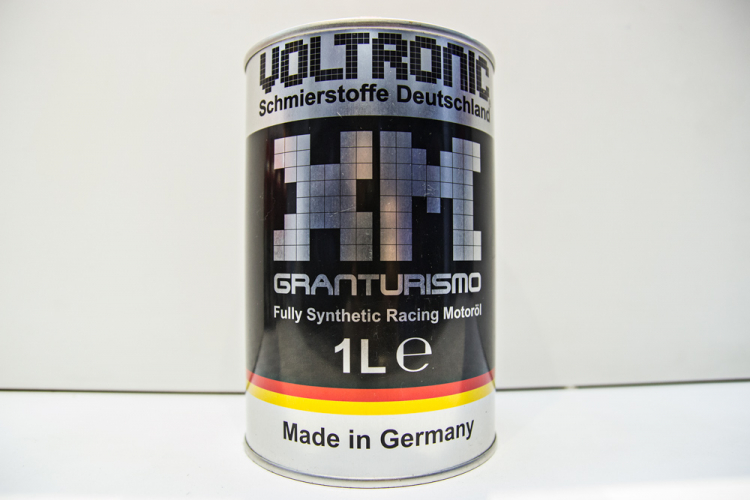 VOLTRONIC
Schmierstoffe Deutschland
XM
GRANTURISMO
Fully Synthetic Racing Motoröl
1L ℮
Made in Germany